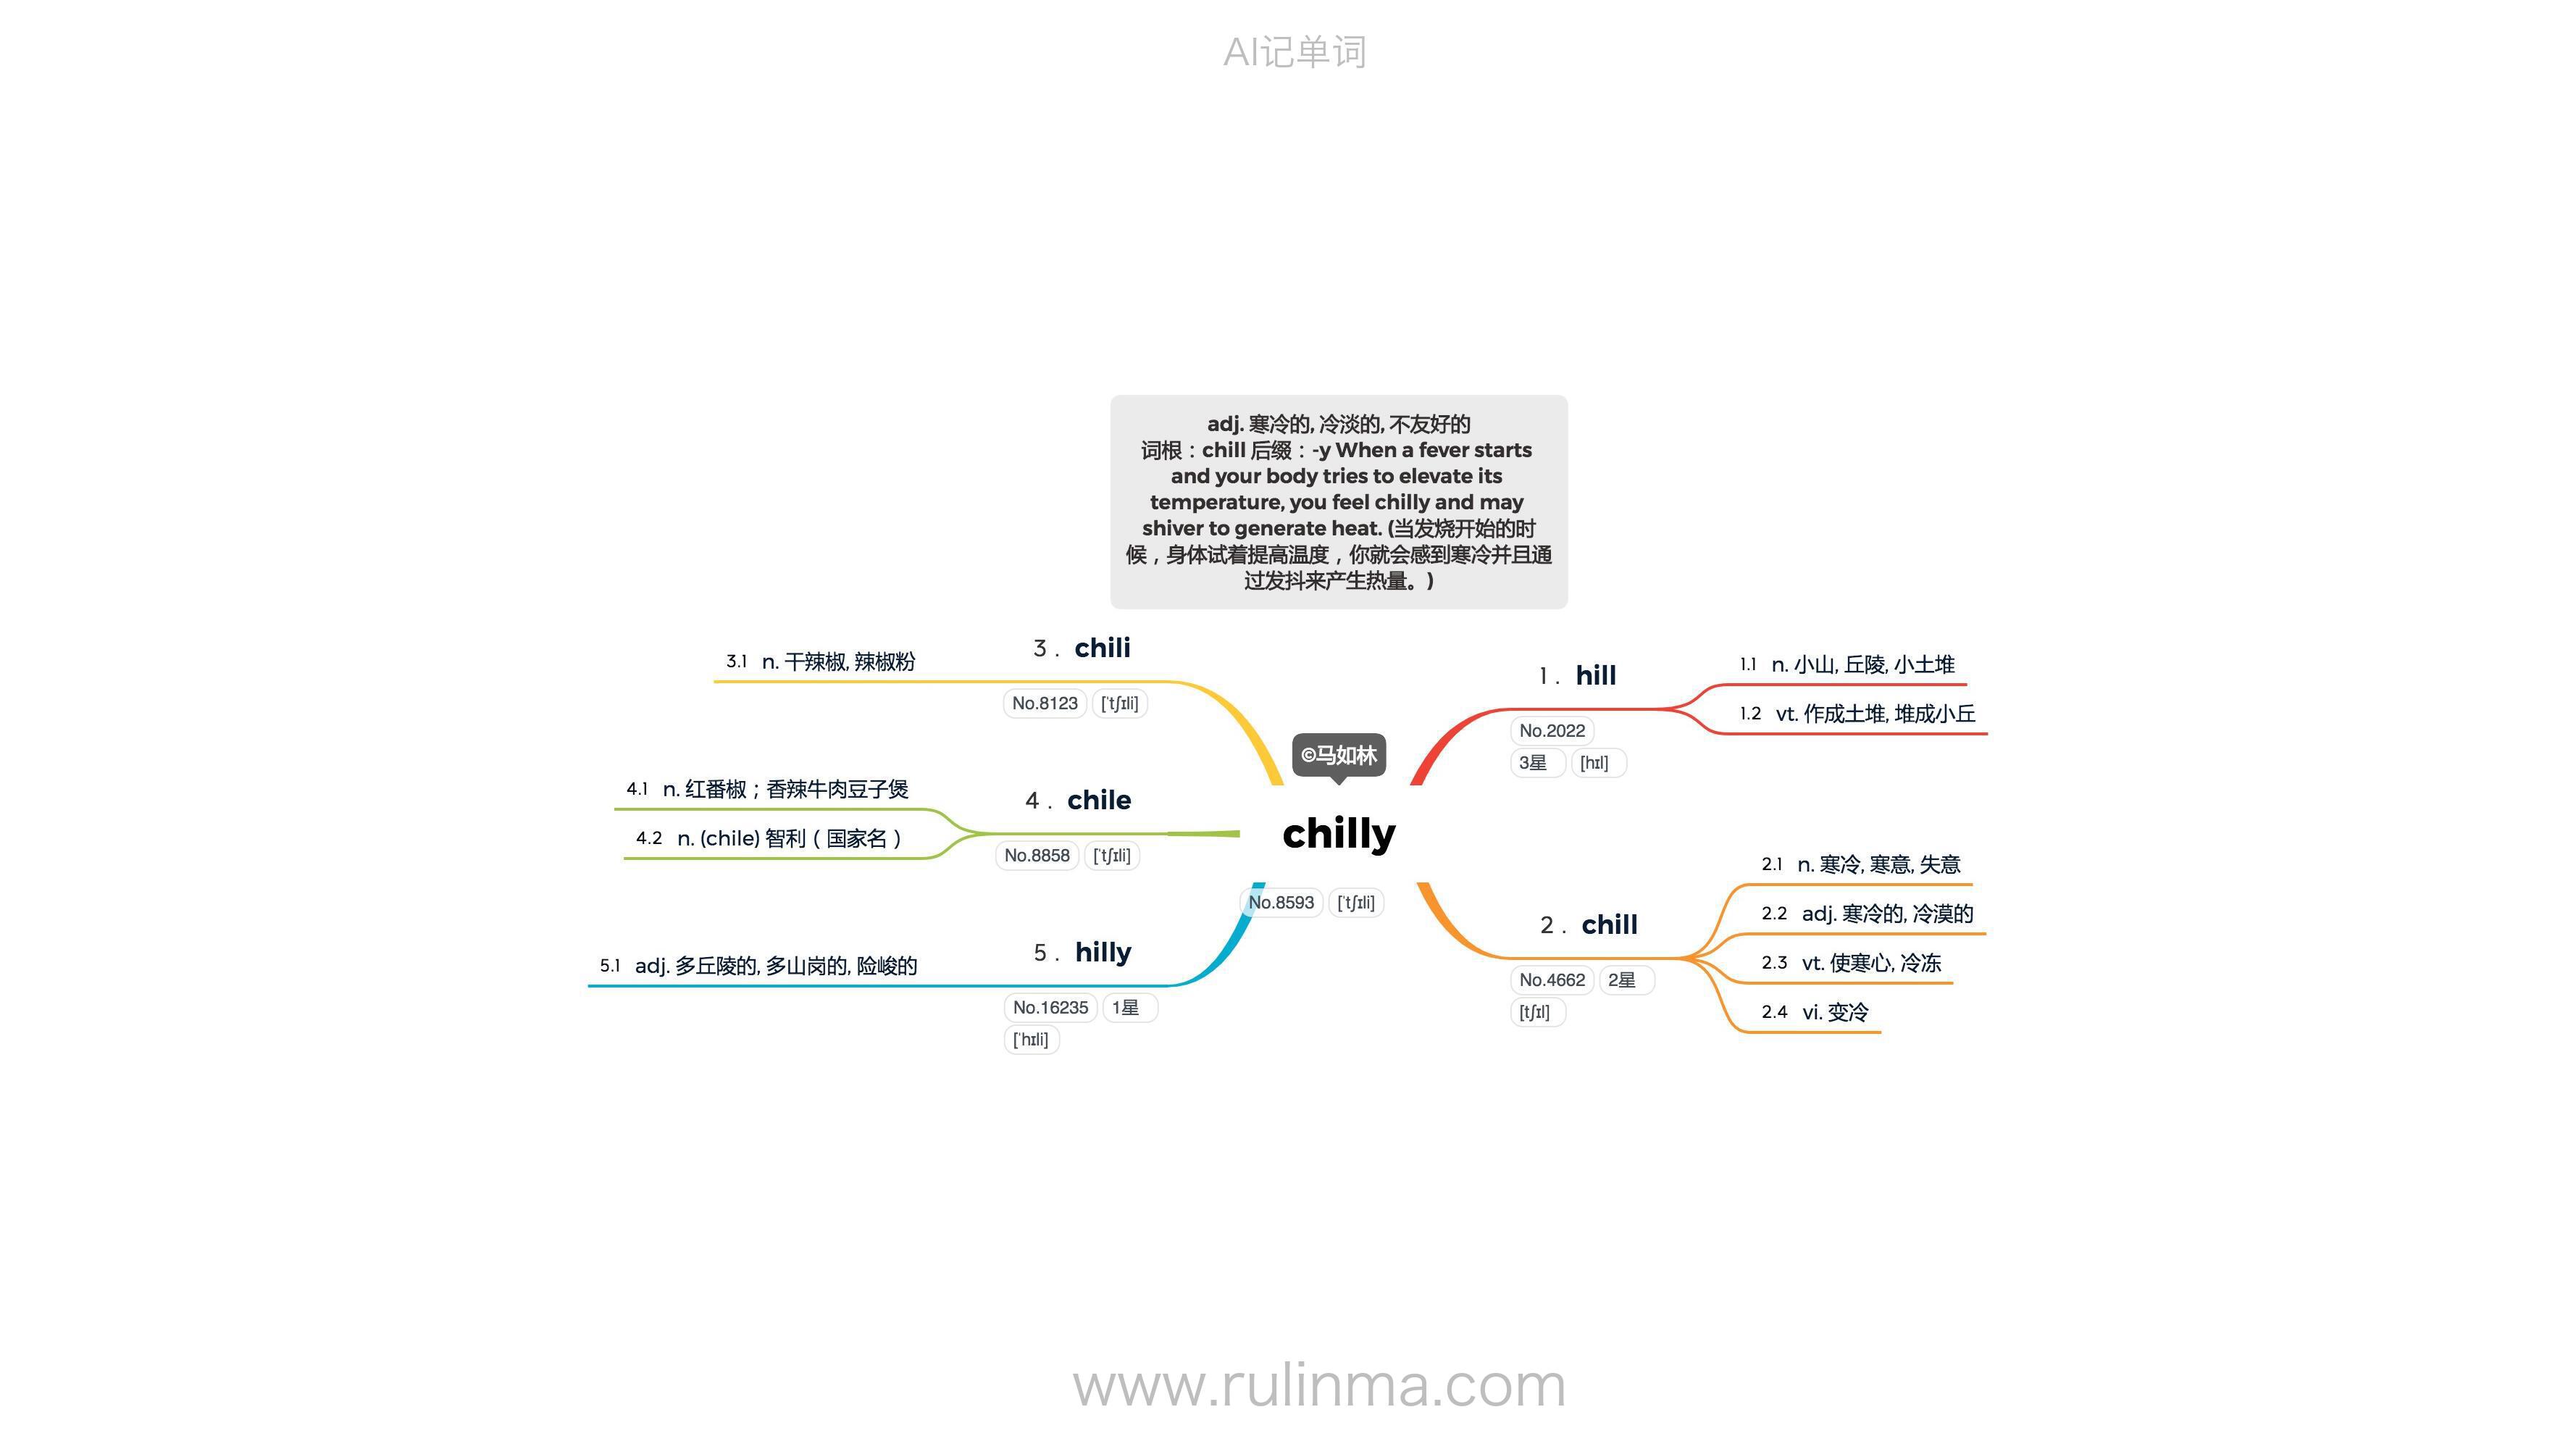 AI记单词
adj. 寒冷的, 冷淡的, 不友好的
词根：chill 后缀：-y When a fever starts
and your body tries to elevate its
temperature, you feel chilly and may
shiver to generate heat. (当发烧开始的时
候，身体试着提高温度，你就会感到寒冷并且通
过发抖来产生热量。)
©马如林
chilly
No.8593 [ˈtʃɪli]
1. hill
No.2022
3星 [hɪl]
1.1 n. 小山, 丘陵, 小土堆
1.2 vt. 作成土堆, 堆成小丘
2. chill
No.4662 2星
[tʃɪl]
2.1 n. 寒冷, 寒意, 失意
2.2 adj. 寒冷的, 冷漠的
2.3 vt. 使寒心, 冷冻
2.4 vi. 变冷
3. chili
No.8123 [ˈtʃɪli]
3.1 n. 干辣椒, 辣椒粉
4. chile
No.8858 [ˈtʃɪli]
4.1 n. 红番椒；香辣牛肉豆子煲
4.2 n. (chile) 智利（国家名）
5. hilly
No.16235 1星
[ˈhɪli]
5.1 adj. 多丘陵的, 多山岗的, 险峻的
www.rulinma.com